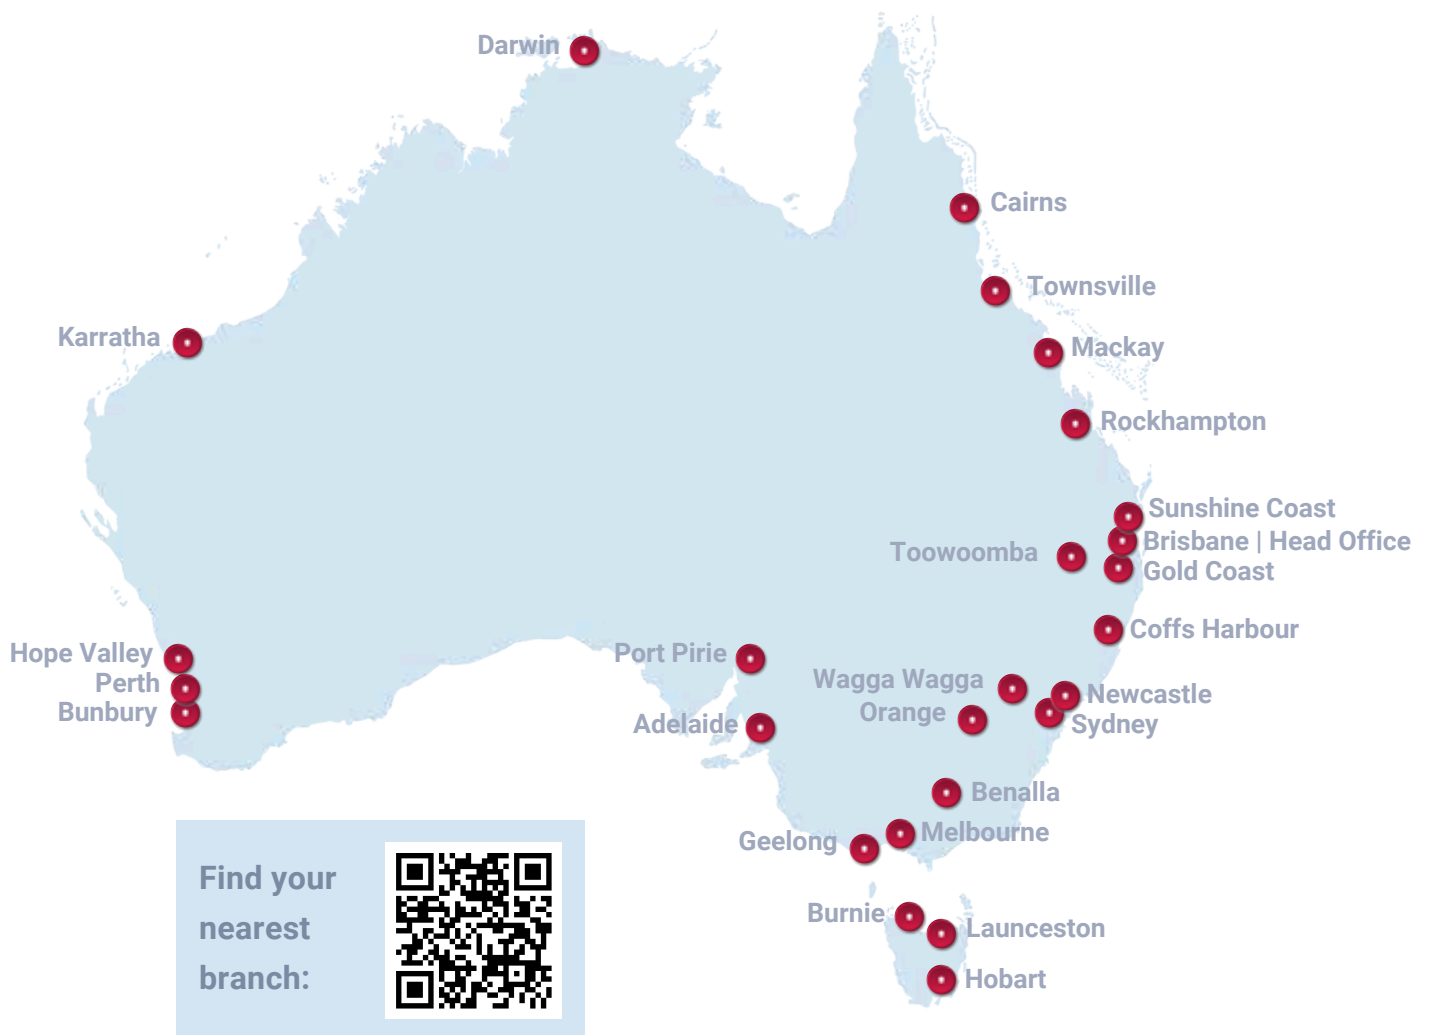 Darwin
Cairns
Townsville
Karratha
Mackay
Rockhampton
Sunshine Coast
Brisbane | Head Office
Toowoomba
Gold Coast
Coffs Harbour
Hope Valley
Port Pirie
Perth
Wagga Wagga
Newcastle
Bunbury
Orange
Adelaide
Sydney
Benalla
Melbourne
Geelong
Find your
nearest
branch:
Burnie
Launceston
Hobart